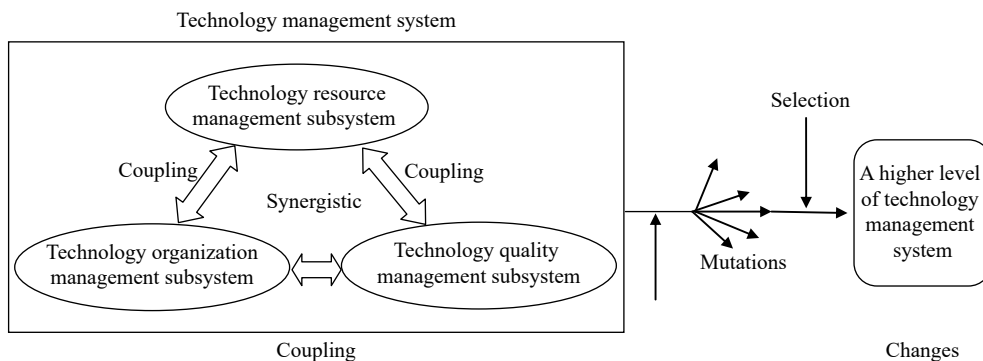 Technology management system
Technology resource
management subsystem
Selection
Coupling
Coupling
A higher level
of technology
management
system
Synergistic
Technology organization
management subsystem
Technology quality
management subsystem
Mutations
Coupling
Changes